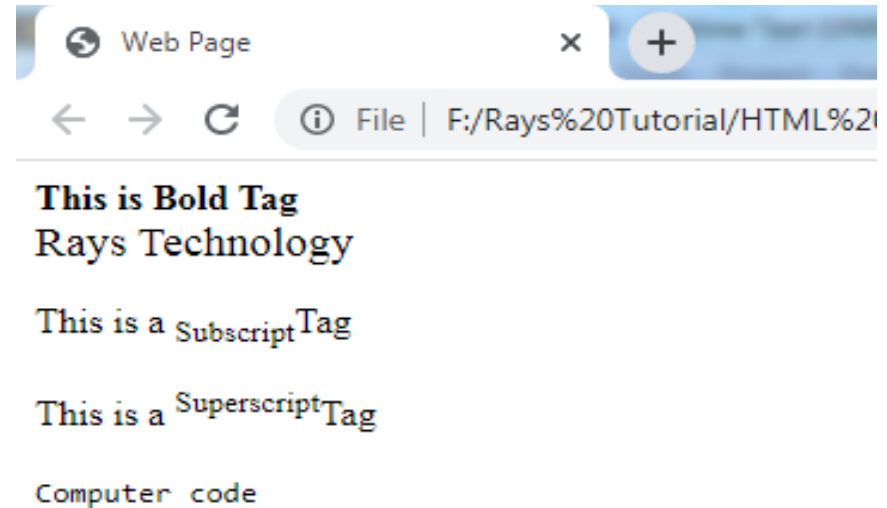 Web Page
File | F:/Rays%20Tutorial/HTML%20
This is Bold Tag
Rays Technology
This is a SubscriptTag
This is a SuperscriptTag
Computer code